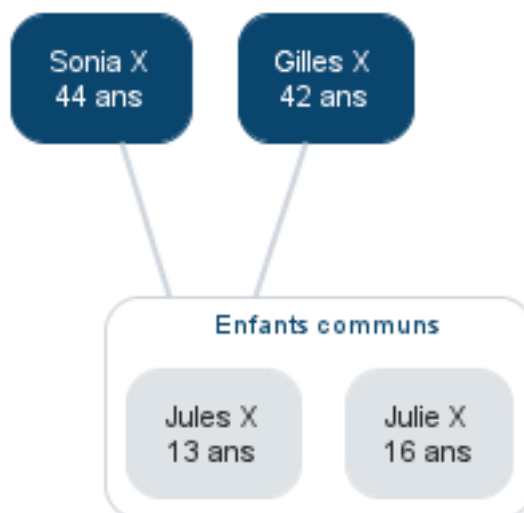 Sonia X
44 ans
Gilles X
42 ans
Enfants communs
Jules X
13 ans
Julie X
16 ans